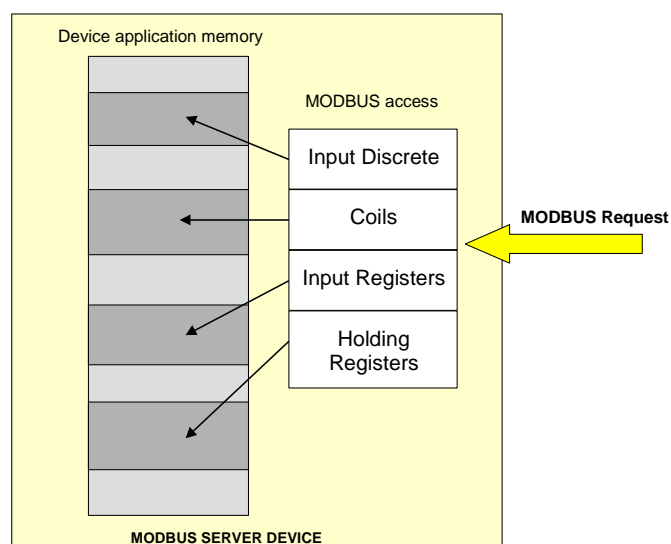 Device application memory
MODBUS access
Input Discrete
Coils
MODBUS Request
Input Registers
Holding
Registers
MODBUS SERVER DEVICE